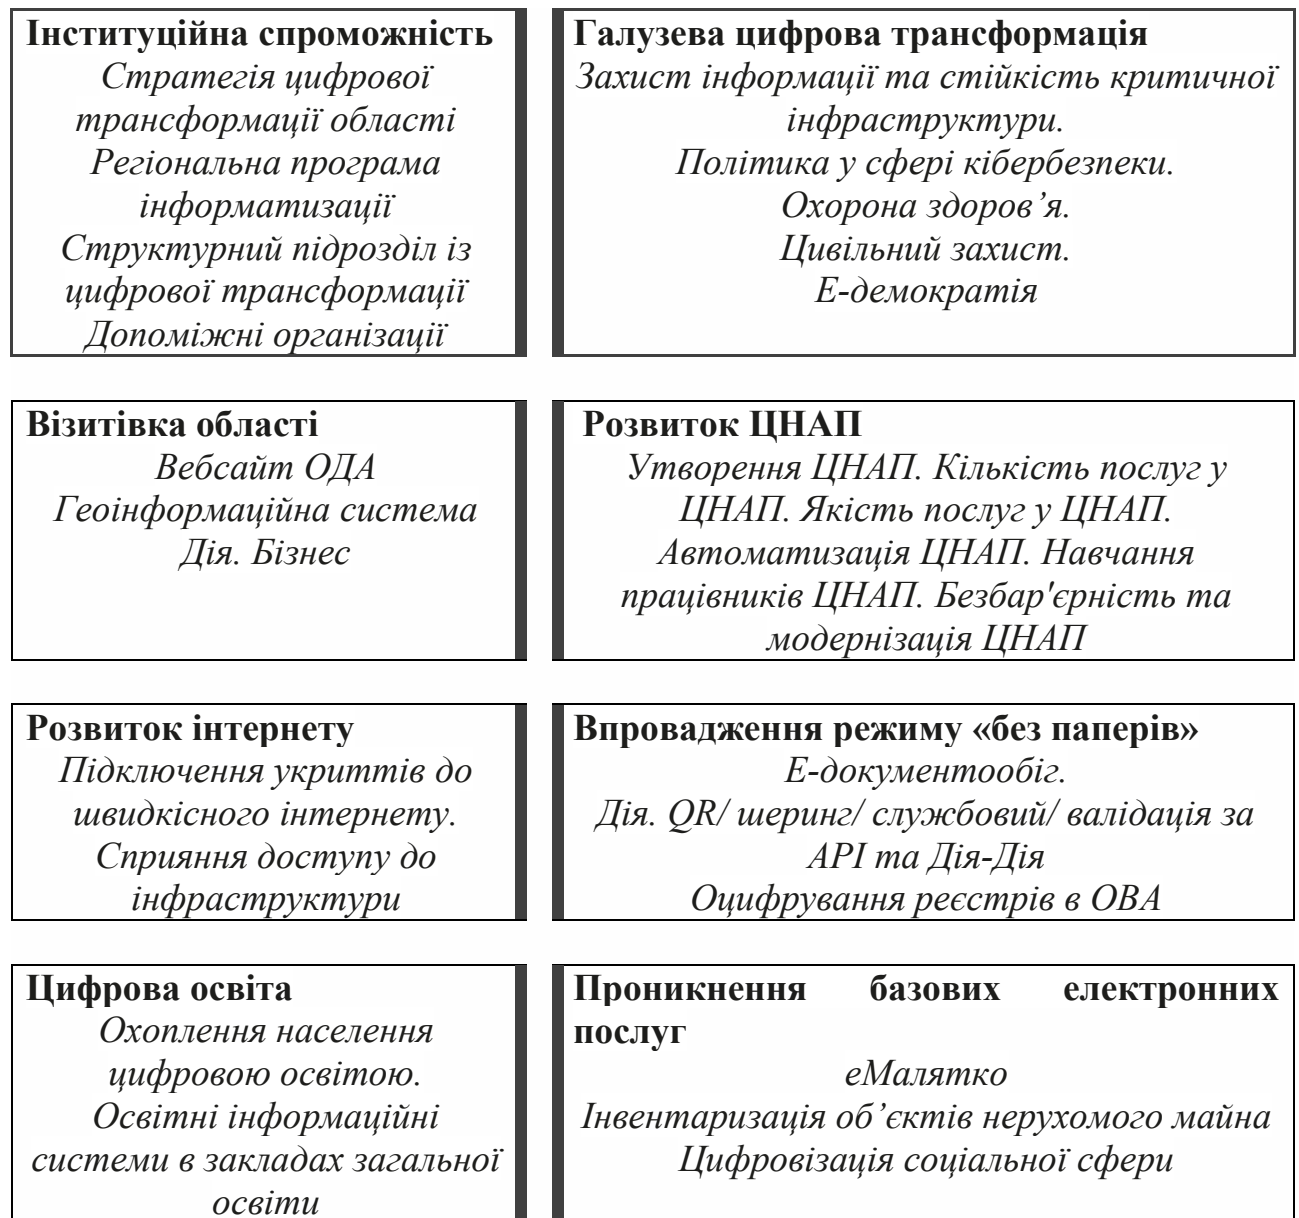 Інституційна спроможність
Стратегія цифрової
трансформації області
Регіональна програма
інформатизації
Структурний підрозділ із
цифрової трансформації
Допоміжні організації
Галузева цифрова трансформація
Захист інформації та стійкість критичної
інфраструктури.
Політика у сфері кібербезпеки.
Охорона здоров’я.
Цивільний захист.
Е-демократія
Візитівка області
Вебсайт ОДА
Геоінформаційна система
Дія. Бізнес
Розвиток ЦНАП
Утворення ЦНАП. Кількість послуг у
ЦНАП. Якість послуг у ЦНАП.
Автоматизація ЦНАП. Навчання
працівників ЦНАП. Безбар'єрність та
модернізація ЦНАП
Розвиток інтернету
Підключення укриттів до
швидкісного інтернету.
Сприяння доступу до
інфраструктури
Впровадження режиму «без паперів»
Е-документообіг.
Дія. QR/ шеринг/ службовий/ валідація за
АРІ та Дія-Дія
Оцифрування реєстрів в ОВА
Цифрова освіта
Охоплення населення
цифровою освітою.
Освітні інформаційні
системи в закладах загальної
освіти
Проникнення базових електронних
послуг
еМалятко
Інвентаризація об’єктів нерухомого майна
Цифровізація соціальної сфери